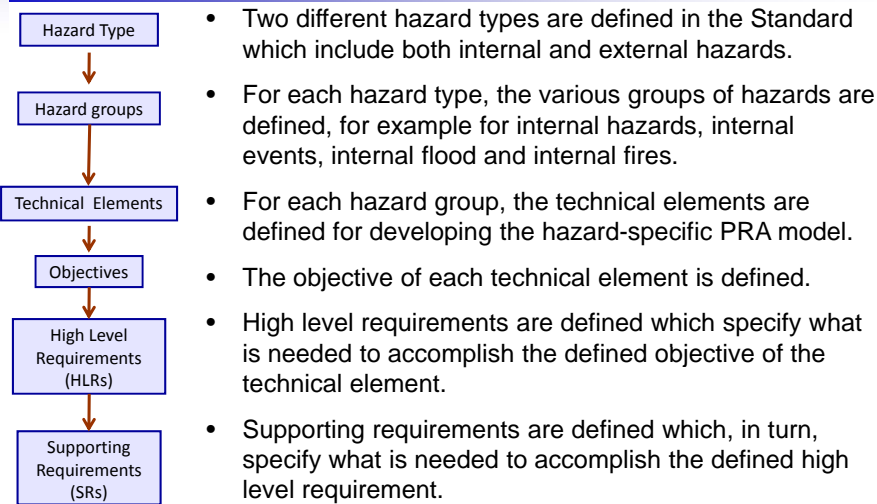 Hazard Type
• Two different hazard types are defined in the Standard
which include both internal and external hazards.
Hazard groups
• For each hazard type, the various groups of hazards are
defined, for example for internal hazards, internal
events, internal flood and internal fires.
Technical Elements
• For each hazard group, the technical elements are
defined for developing the hazard-specific PRA model.
Objectives
• The objective of each technical element is defined.
High Level
Requirements
(HLRs)
• High level requirements are defined which specify what
is needed to accomplish the defined objective of the
technical element.
Supporting
Requirements
(SRs)
• Supporting requirements are defined which, in turn,
specify what is needed to accomplish the defined high
level requirement.